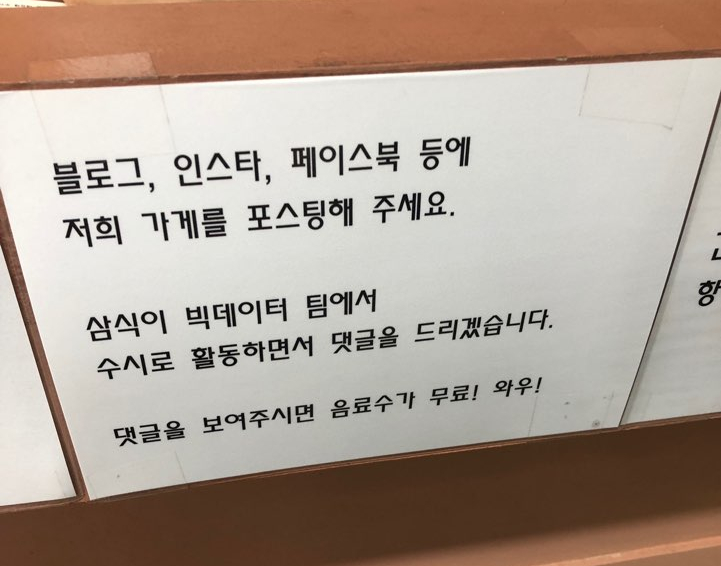 블로그, 인스타, 페이스북 등에
저희 가게를 포스팅해 주세요.
삼식이 빅데이터 팀에서
수시로 활동하면서 댓글을 드리겠습니다.
댓글을 보여주시면 음료수가 무료! 와우!
향